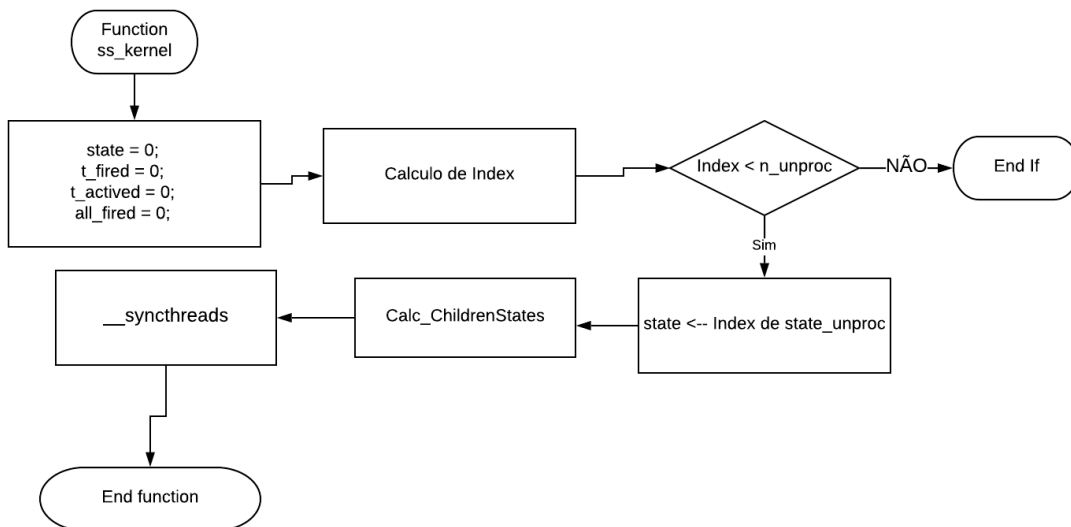 Function
ss_kernel
state = 0;
t_fired = 0;
t_actived = 0;
all_fired = 0;
Calculo de Index
Index < n_unproc
NÃO
End If
Sim
state <-- Index de state_unproc
Calc_ChildrenStates
__syncthreads
End function